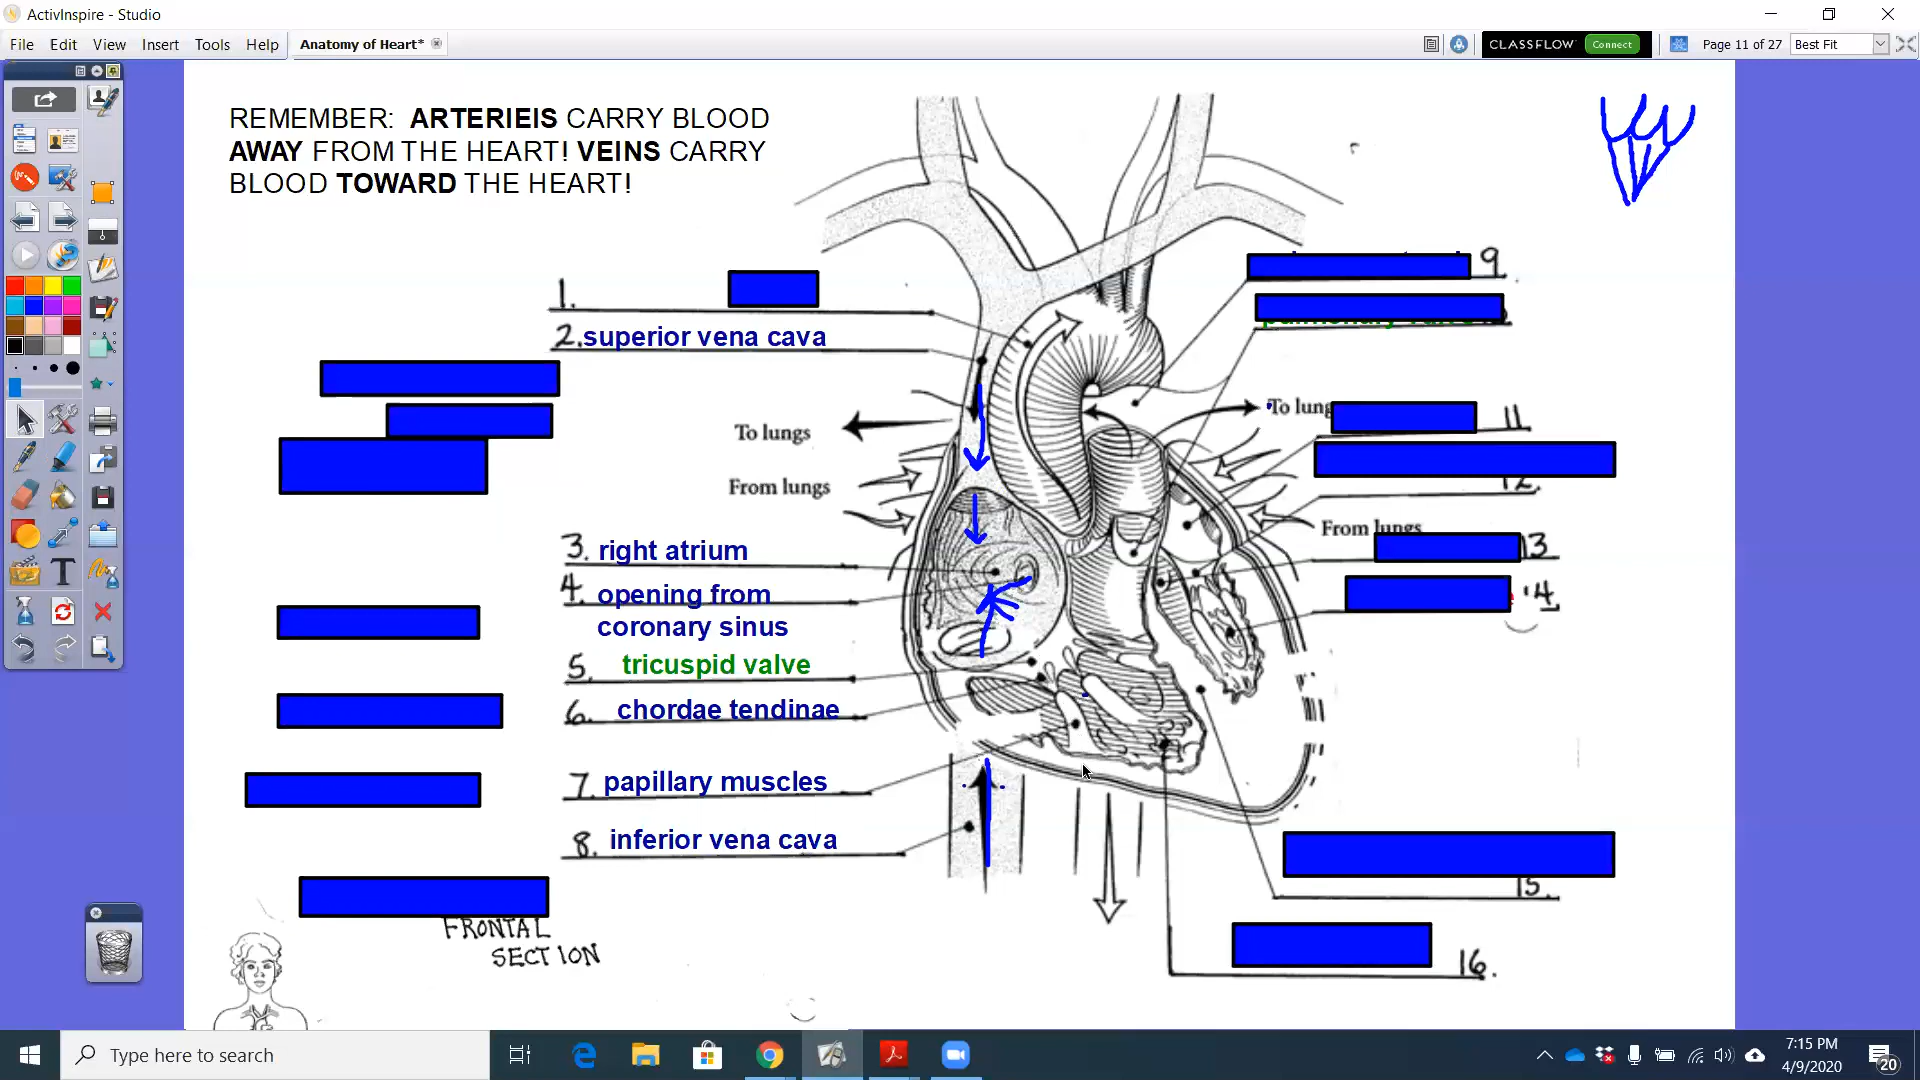 ActivInspire - Studio
File Edit View Insert Tools Help Anatomy of Heart* CLASSFLOW Connect Page 11 of 27 Best Fit
REMEMBER: ARTERIEIS CARRY BLOOD
AWAY FROM THE HEART! VEINS CARRY
BLOOD TOWARD THE HEART!
1.
2. superior vena cava
To lungs
From lungs
3. right atrium
4. opening from
coronary sinus
5. tricuspid valve
6. chordae tendinae
7. papillary muscles
8. inferior vena cava
FRONTAL
SECTION
9
To lung
11
12.
From lungs
13
14
15.
16.
Type here to search
7:15 PM
4/9/2020
20